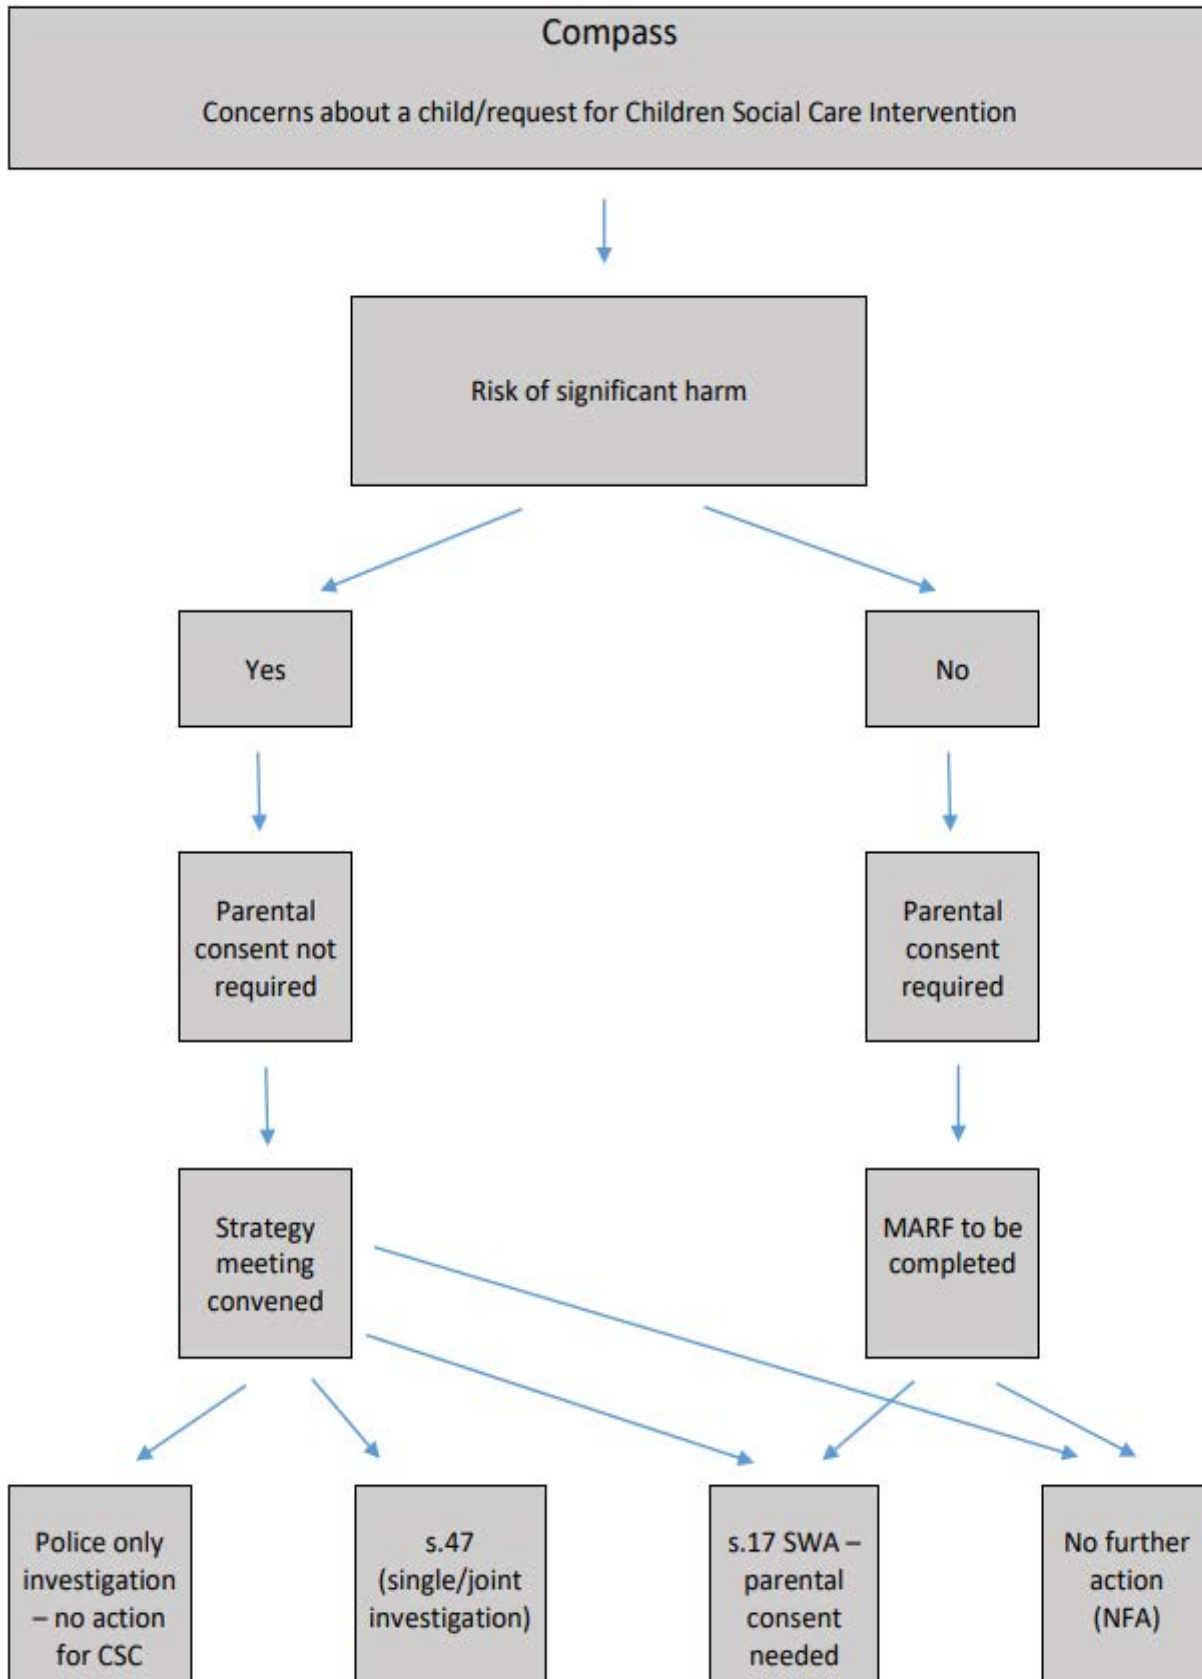 Compass
Concerns about a child/request for Children Social Care Intervention
Risk of significant harm
Yes
No
Parental
consent not
required
Parental
consent
required
Strategy
meeting
convened
MARF to be
completed
Police only
investigation
– no action
for CSC
s.47
(single/joint
investigation)
s.17 SWA –
parental
consent
needed
No further
action
(NFA)